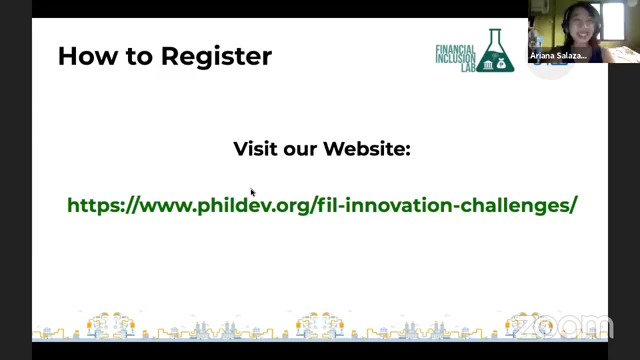 How to Register
FINANCIAL
INCLUSION
LAB
Ariana Salaza...
Visit our Website:
https://www.phildev.org/fil-innovation-challenges/
zoom